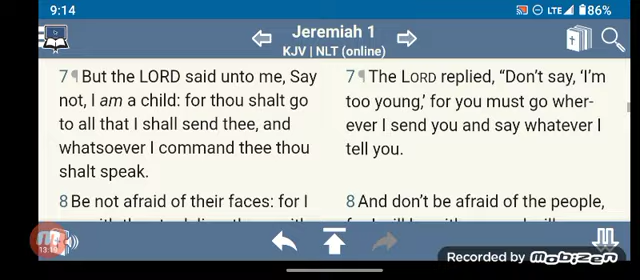 9:14
LTE 86%
Jeremiah 1
KJV | NLT (online)
7¶ But the LORD said unto me, Say
not, I am a child: for thou shalt go
to all that I shall send thee, and
whatsoever I command thee thou
shalt speak.
8 Be not afraid of their faces: for I
7¶ The LORD replied, “Don’t say, ‘I’m
too young,’ for you must go wher-
ever I send you and say whatever I
tell you.
8 And don’t be afraid of the people,
Recorded by
MOBIZEN